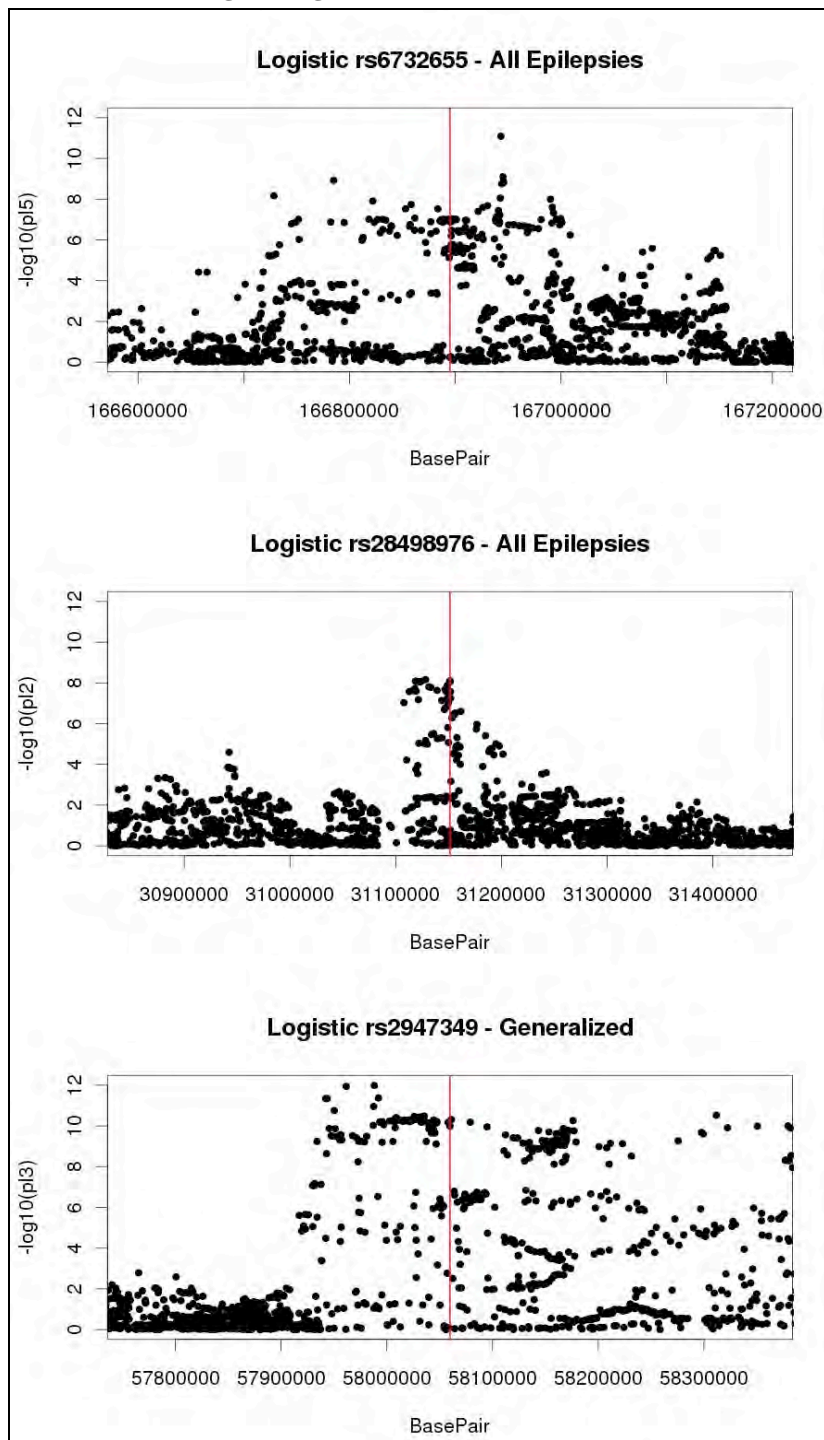 Logistic rs6732655 - All Epilepsies
12
10
8
6
4
2
0
-log10(pl5)
166600000 166800000 167000000 167200000
BasePair
Logistic rs28498976 - All Epilepsies
12
10
8
6
4
2
0
-log10(pl2)
30900000 31000000 31100000 31200000 31300000 31400000
BasePair
Logistic rs2947349 - Generalized
12
10
8
6
4
2
0
-log10(pl3)
57800000 57900000 58000000 58100000 58200000 58300000
BasePair